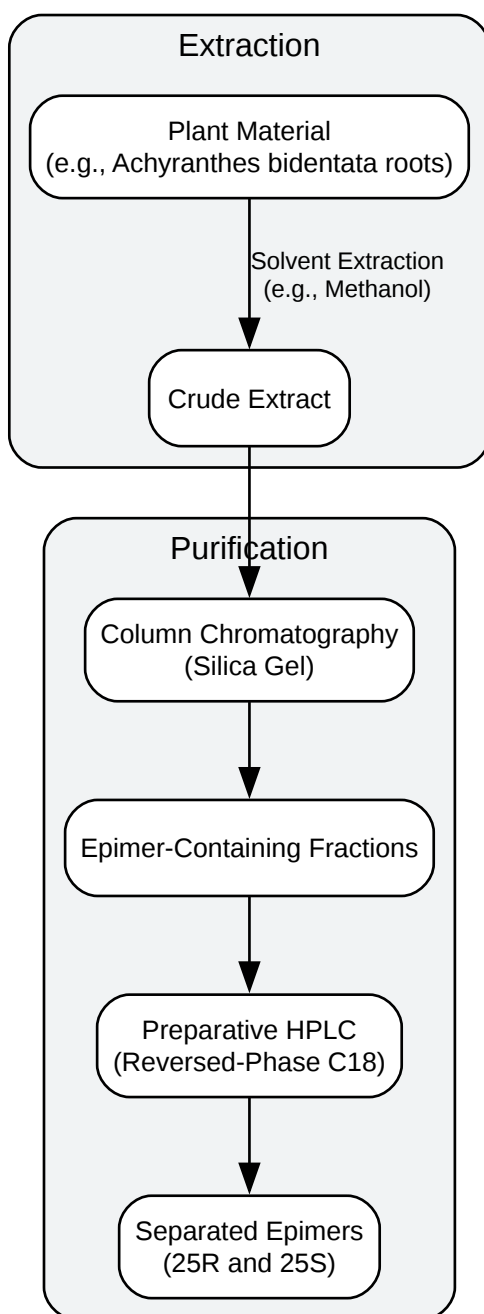 Extraction
Plant Material
(e.g., Achyranthes bidentata roots)
Solvent Extraction
(e.g., Methanol)
Crude Extract
Purification
Column Chromatography
(Silica Gel)
Epimer-Containing Fractions
Preparative HPLC
(Reversed-Phase C18)
Separated Epimers
(25R and 25S)